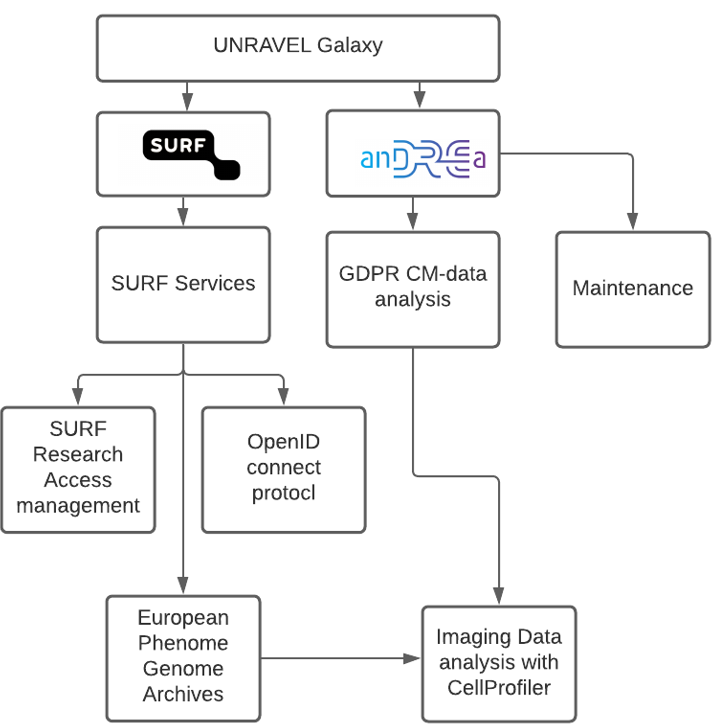 UNRAVEL Galaxy
SURF
anDREa
SURF Services
GDPR CM-data
analysis
Maintenance
SURF
Research
Access
management
OpenID
connect
protocl
European
Phenome
Genome
Archives
Imaging Data
analysis with
CellProfiler